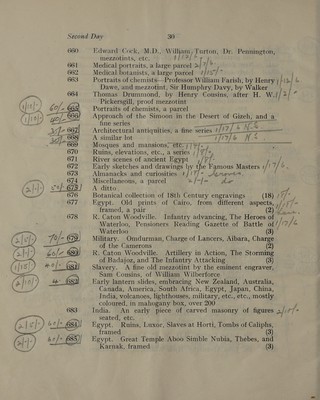 Second Day 30
660 Edward Cock, M.D., William Turton, Dr. Pennington,
mezzotints, etc.
661 Medical portraits, a large parcel
662 Medical botanists, a large parcel
663 Portraits of chemists—Professor William Farish, by Henry
Dawe, and mezzotint, Sir Humphry Davy, by Walker
664 Thomas Drummond, by Henry Cousins, after H. W.
Pickersgill, proof mezzotint
665 Portraits of chemists, a parcel
666 Approach of the Simoon in the Desert of Gizeh, and a
fine series
667 Architectural antiquities, a fine series
668 A similar lot
669 Mosques and mansions, etc.
670 Ruins, elevations, etc., a series
671 River scenes of ancient Egypt
672 Early sketches and drawings by the Famous Masters
673 Almanacks and curiosities
674 Miscellaneous, a parcel
675 A ditto
676 Botanical collection of 18th Century engravings (18)
677 Egypt. Old prints of Cairo, from different aspects,
framed, a pair (2)
678 R. Caton Woodville. Infantry advancing, The Heroes of
Waterloo, Pensioners Reading Gazette of Battle of
Waterloo (3)
679 Military. Omdurman, Charge of Lancers, Atbara, Charge
of the Camerons (2)
680 R. Caton Woodville. Artillery in Action, The Storming
of Badajoz, and The Infantry Attacking (3)
681 Slavery. A fine old mezzotint by the eminent engraver,
Sam Cousins, of William Wilberforce
682 Early lantern slides, embracing New Zealand, Australia,
Canada, America, South Africa, Egypt, Japan, China,
India, volcanoes, lighthouses, military, etc., etc., mostly
coloured, in mahogany box, over 200
683 India. An early piece of carved masonry of figures
seated, etc.
684 Egypt. Ruins, Luxor, Slaves at Horti, Tombs of Caliphs,
framed (3)
685 Egypt. Great Temple Aboo Simble Nobia, Thebes, and
Karnak, framed (3)